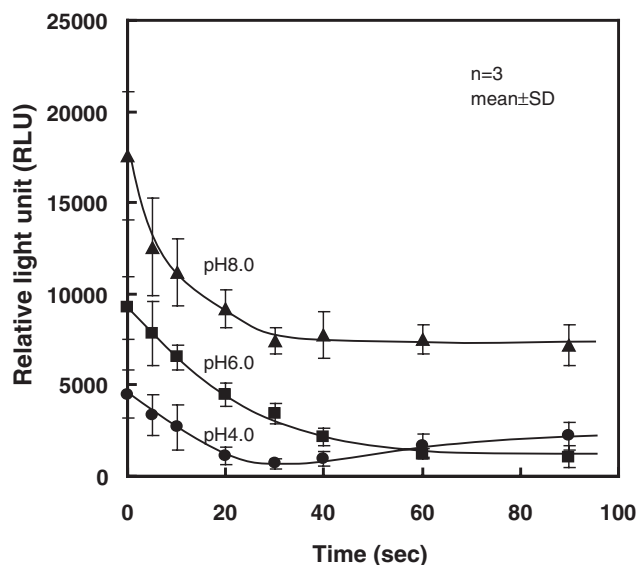 25000
n=3
mean±SD
20000
15000
pH8.0
10000
pH6.0
5000
pH4.0
0
0 20 40 60 80 100
Time (sec)
Relative light unit (RLU)